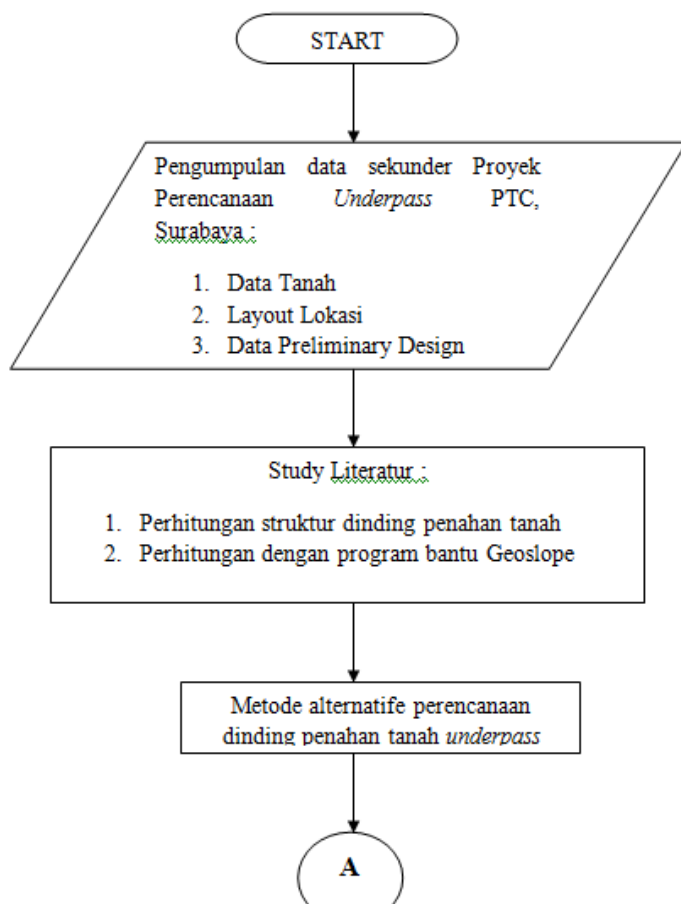 START
Pengumpulan data sekunder Proyek
Perencanaan Underpass PTC,
Surabaya :
1. Data Tanah
2. Layout Lokasi
3. Data Preliminary Design
Study Literatur :
1. Perhitungan struktur dinding penahan tanah
2. Perhitungan dengan program bantu Geoslope
Metode alternatife perencanaan
dinding penahan tanah underpass
A